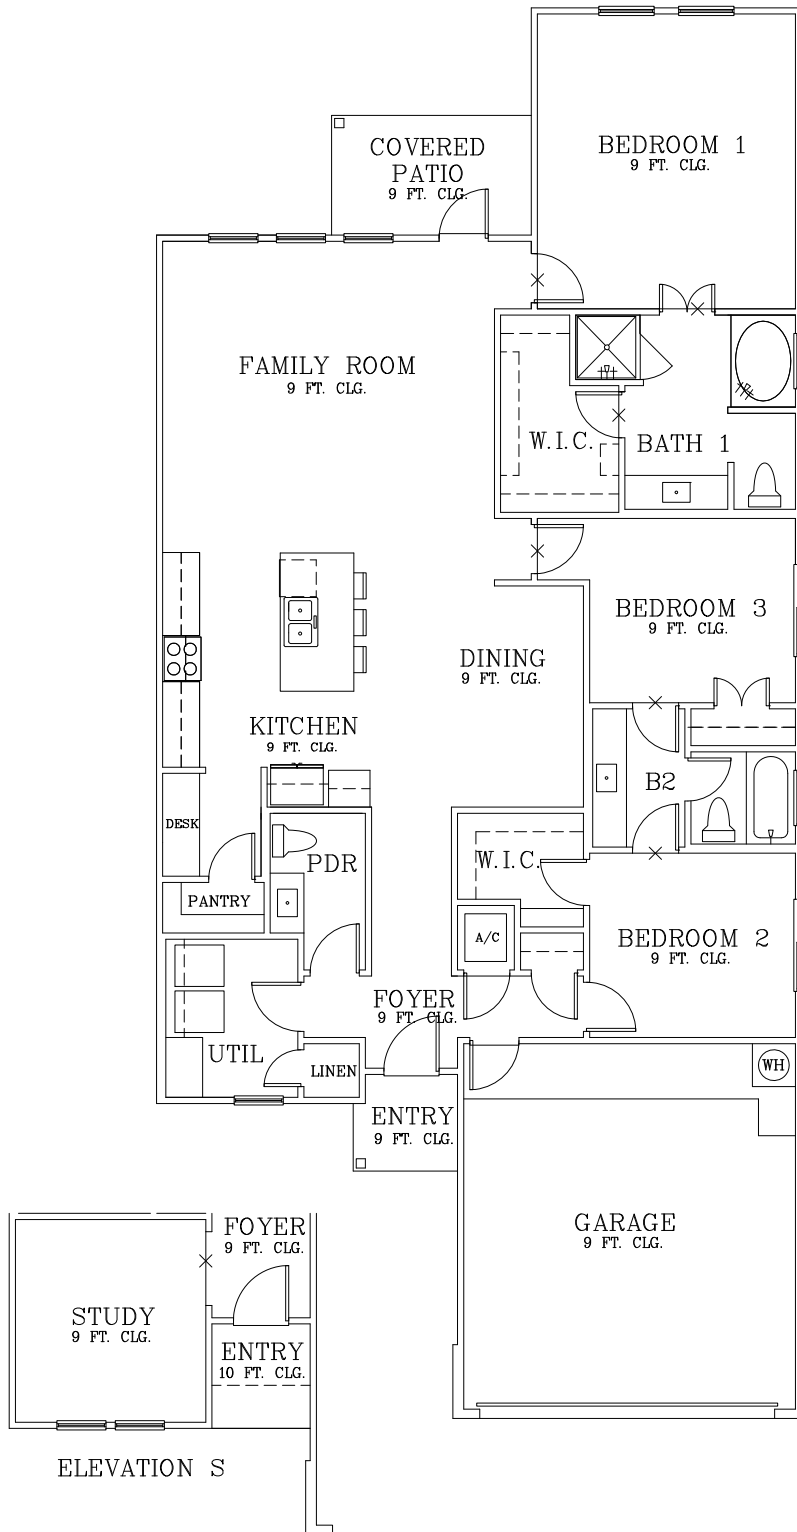 BEDROOM 1
9 FT. CLG.
COVERED
PATIO
9 FT. CLG.
FAMILY ROOM
9 FT. CLG.
W.I.C.
BATH 1
BEDROOM 3
9 FT. CLG.
DINING
9 FT. CLG.
KITCHEN
9 FT. CLG.
B2
DESK
PDR
W.I.C.
PANTRY
A/C
BEDROOM 2
9 FT. CLG.
FOYER
9 FT. CLG.
UTIL
LINEN
WH
ENTRY
9 FT. CLG.
GARAGE
9 FT. CLG.
FOYER
9 FT. CLG.
STUDY
9 FT. CLG.
ENTRY
10 FT. CLG.
ELEVATION S